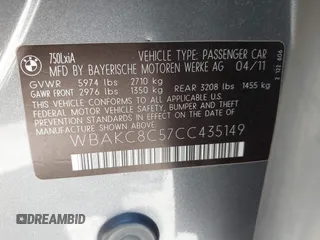 750LxiA VEHICLE TYPE: PASSENGER CAR
MFD BY BAYERISCHE MOTOREN WERKE AG 04/11
GVWR 5974 lbs 2710 kg
GAWR FRONT 2976 lbs 1350 kg REAR 3208 lbs 1455 kg
THIS VEHICLE CONFORMS TO ALL APPLICABLE U.S.
FEDERAL MOTOR VEHICLE SAFETY, BUMPER, AND
THEFT PREVENTION STANDARDS IN EFFECT ON THE
DATE OF MANUFACTURE SHOWN ABOVE.
WBAKC8C57CC435149
© DREAMBID
DREAMBID.COM